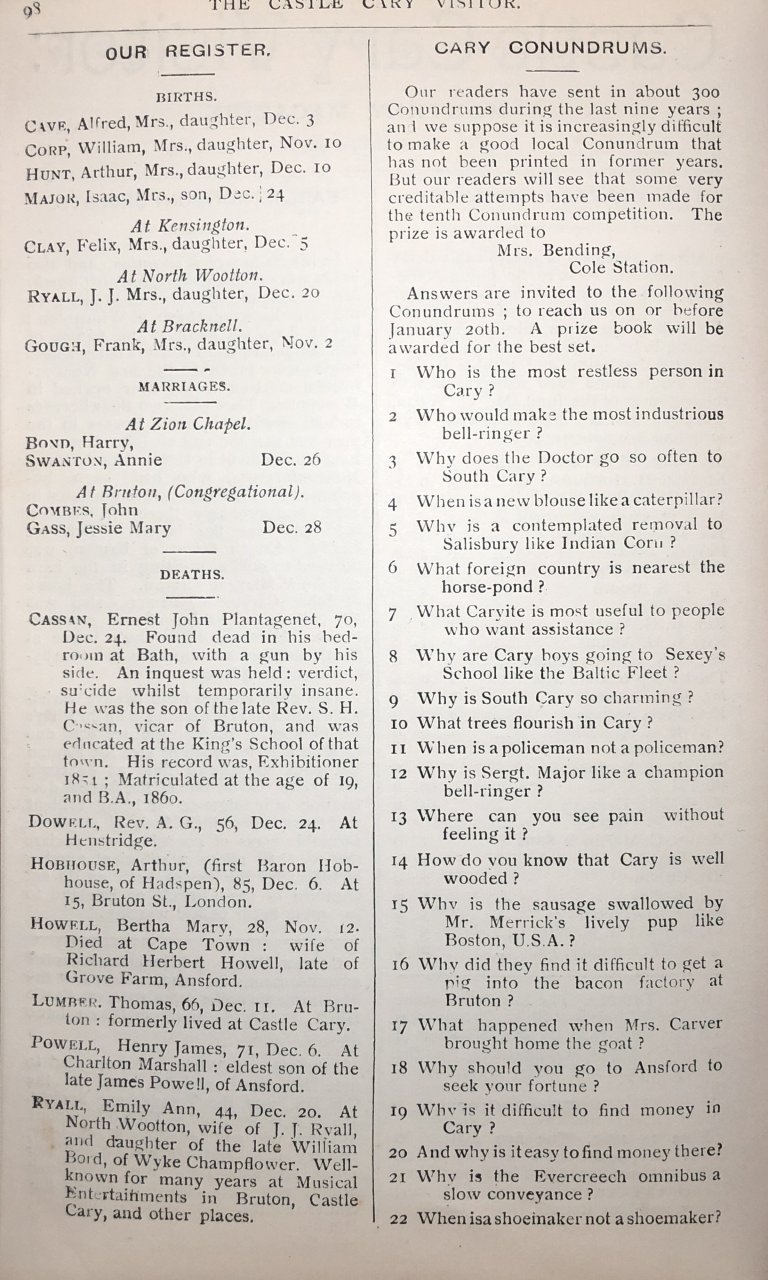 98
THE CASTLE CARY VISITOR.
OUR REGISTER.
BIRTHS.
CAVE, Alfred, Mrs., daughter, Dec. 3
CORP, William, Mrs., daughter, Nov. 10
HUNT, Arthur, Mrs., daughter, Dec. 10
MAJOR, Isaac, Mrs., son, Dec. 24
At Kensington.
CLAY, Felix, Mrs., daughter, Dec. 5
At North Wootton.
RYALL, J. J. Mrs., daughter, Dec. 20
At Bracknell.
GOUGH, Frank, Mrs., daughter, Nov. 2
MARRIAGES.
At Zion Chapel.
BOND, Harry,
SWANTON, Annie Dec. 26
At Bruton, (Congregational).
COMBES, John
GASS, Jessie Mary Dec. 28
DEATHS.
CASSAN, Ernest John Plantagenet, 70,
Dec. 24. Found dead in his bed-
room at Bath, with a gun by his
side. An inquest was held: verdict,
suicide whilst temporarily insane.
He was the son of the late Rev. S. H.
Cassan, vicar of Bruton, and was
educated at the King's School of that
town. His record was, Exhibitioner
; Matriculated at the age of 19,
and B.A., 1860.
DOWELL, Rev. A. G., 56, Dec. 24. At
Henstridge.
HOBHOUSE, Arthur, (first Baron Hob-
house, of Hadspen), 85, Dec. 6. At
15, Bruton St., London.
HOWELL, Bertha Mary, 28, Nov. 12.
Died at Cape Town : wife of
Richard Herbert Howell, late of
Grove Farm, Ansford.
LUMBER. Thomas, 66, Dec. 11. At Bru-
ton : formerly lived at Castle Cary.
POWELL, Henry James, 71, Dec. 6. At
Charlton Marshall : eldest son of the
late James Powell, of Ansford.
RYALL, Emily Ann, 44, Dec. 20. At
North Wootton, wife of J. J. Ryall,
and daughter of the late William
Bord, of Wyke Champflower. Well-
known for many years at Musical
Entertainments in Bruton, Castle
Cary, and other places.
CARY CONUNDRUMS.
Our readers have sent in about 300
Conundrums during the last nine years ;
and we suppose it is increasingly difficult
to make a good local Conundrum that
has not been printed in former years.
But our readers will see that some very
creditable attempts have been made for
the tenth Conundrum competition. The
prize is awarded to
Mrs. Bending,
Cole Station.
Answers are invited to the following
Conundrums ; to reach us on or before
January 20th. A prize book will be
awarded for the best set.
1 Who is the most restless person in
Cary ?
2 Who would make the most industrious
bell-ringer ?
3 Why does the Doctor go so often to
South Cary ?
4 When is a new blouse like a caterpillar?
5 Why is a contemplated removal to
Salisbury like Indian Corn ?
6 What foreign country is nearest the
horse-pond ?
7 What Caryite is most useful to people
who want assistance ?
8 Why are Cary boys going to Sexey's
School like the Baltic Fleet ?
9 Why is South Cary so charming ?
10 What trees flourish in Cary ?
11 When is a policeman not a policeman?
12 Why is Sergt. Major like a champion
bell-ringer ?
13 Where can you see pain without
feeling it ?
14 How do you know that Cary is well
wooded ?
15 Why is the sausage swallowed by
Mr. Merrick's lively pup like
Boston, U.S.A. ?
16 Why did they find it difficult to get a
pig into the bacon factory at
Bruton ?
17 What happened when Mrs. Carver
brought home the goat ?
18 Why should you go to Ansford to
seek your fortune ?
19 Why is it difficult to find money in
Cary ?
20 And why is it easy to find money there?
21 Why is the Evercreech omnibus a
slow conveyance ?
22 When is a shoemaker not a shoemaker?